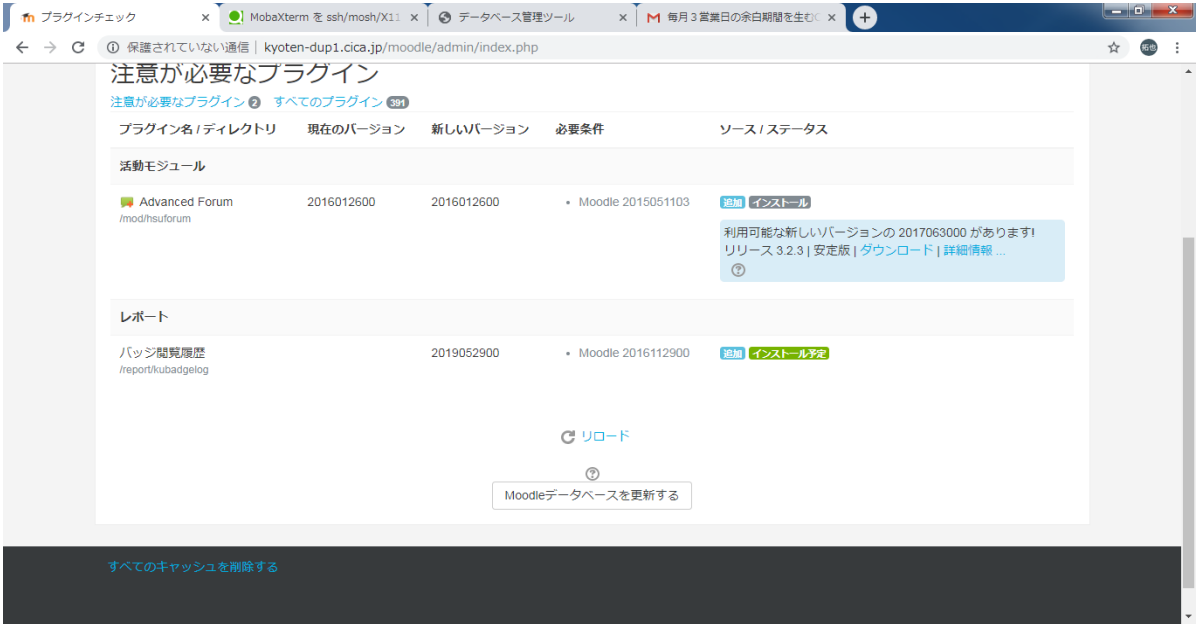 プラグインチェック
MobaXterm を ssh/mosh/X11
データベース管理ツール
毎月３営業日の余白期間を生む
保護されていない通信 | kyoten-dup1.cica.jp/moodle/admin/index.php
拓也
注意が必要なプラグイン
注意が必要なプラグイン 2 すべてのプラグイン 391
プラグイン名 / ディレクトリ 現在のバージョン 新しいバージョン 必要条件 ソース / ステータス
活動モジュール
Advanced Forum 2016012600 2016012600 • Moodle 2015051103 追加 インストール
/mod/hsuforum
利用可能な新しいバージョンの 2017063000 があります!
リリース 3.2.3 | 安定版 | ダウンロード | 詳細情報 ...
レポート
バッジ閲覧履歴 2019052900 • Moodle 2016112900 追加 インストール予定
/report/kubadgelog
リロード
Moodleデータベースを更新する
すべてのキャッシュを削除する